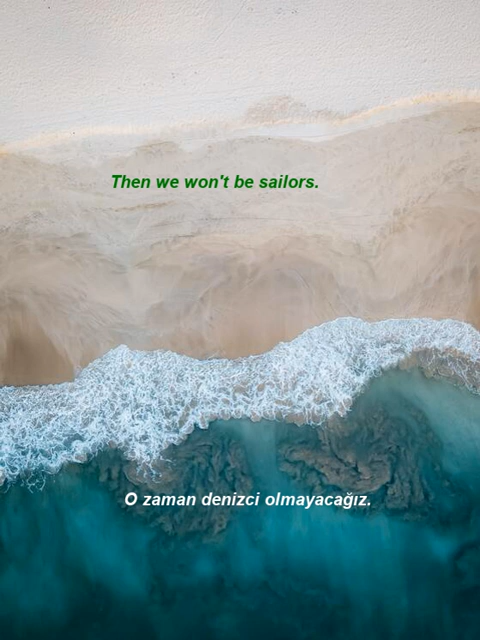 Then we won't be sailors.
O zaman denizci olmayacağız.